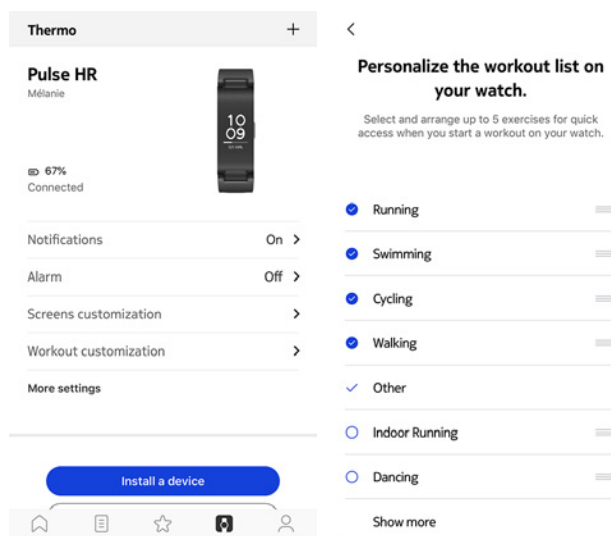 Thermo
Pulse HR
Mélanie
10
09
67%
Connected
Notifications On
Alarm Off
Screens customization
Workout customization
More settings
Install a device
Personalize the workout list on
your watch.
Select and arrange up to 5 exercises for quick
access when you start a workout on your watch.
Running
Swimming
Cycling
Walking
Other
Indoor Running
Dancing
Show more